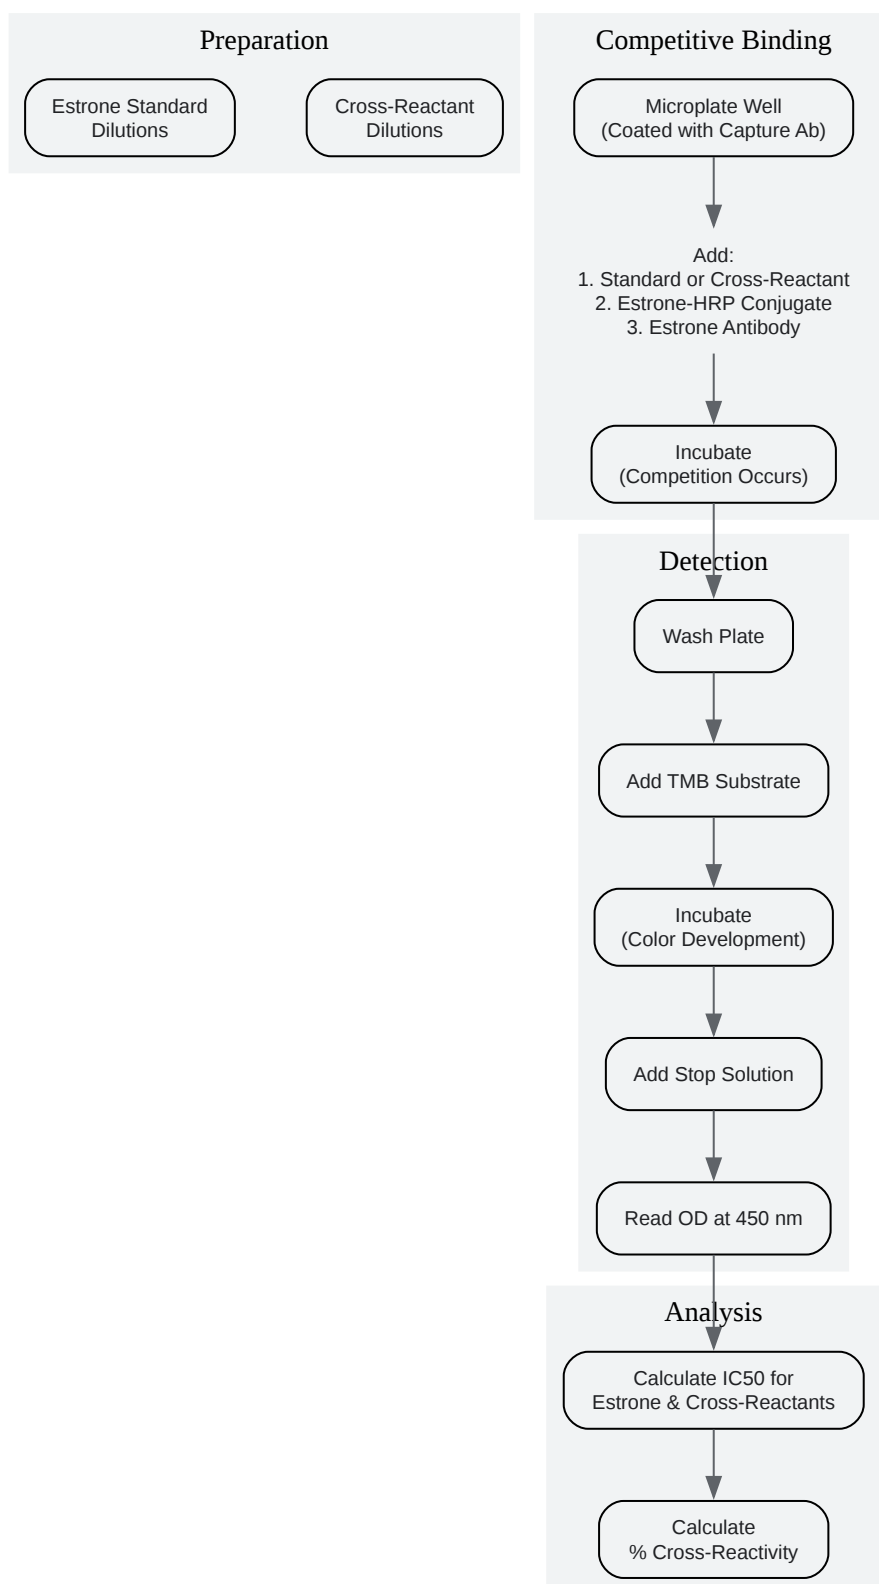 Preparation
Estrone Standard
Dilutions
Cross-Reactant
Dilutions
Competitive Binding
Microplate Well
(Coated with Capture Ab)
Add:
1. Standard or Cross-Reactant
2. Estrone-HRP Conjugate
3. Estrone Antibody
Incubate
(Competition Occurs)
Detection
Wash Plate
Add TMB Substrate
Incubate
(Color Development)
Add Stop Solution
Read OD at 450 nm
Analysis
Calculate IC50 for
Estrone & Cross-Reactants
Calculate
% Cross-Reactivity